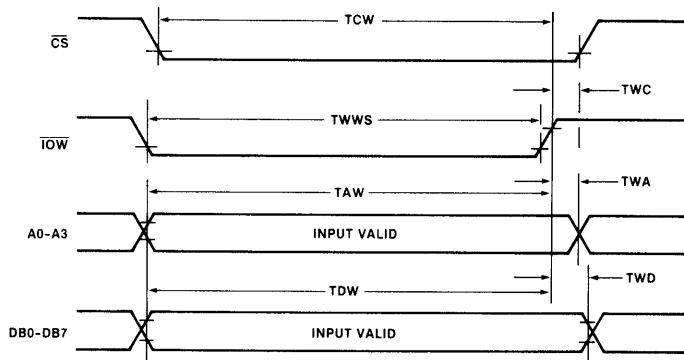 TCW
CS
TWC
TWWS
IOW
TWA
TAW
A0-A3 INPUT VALID
TWD
TDW
DB0-DB7 INPUT VALID